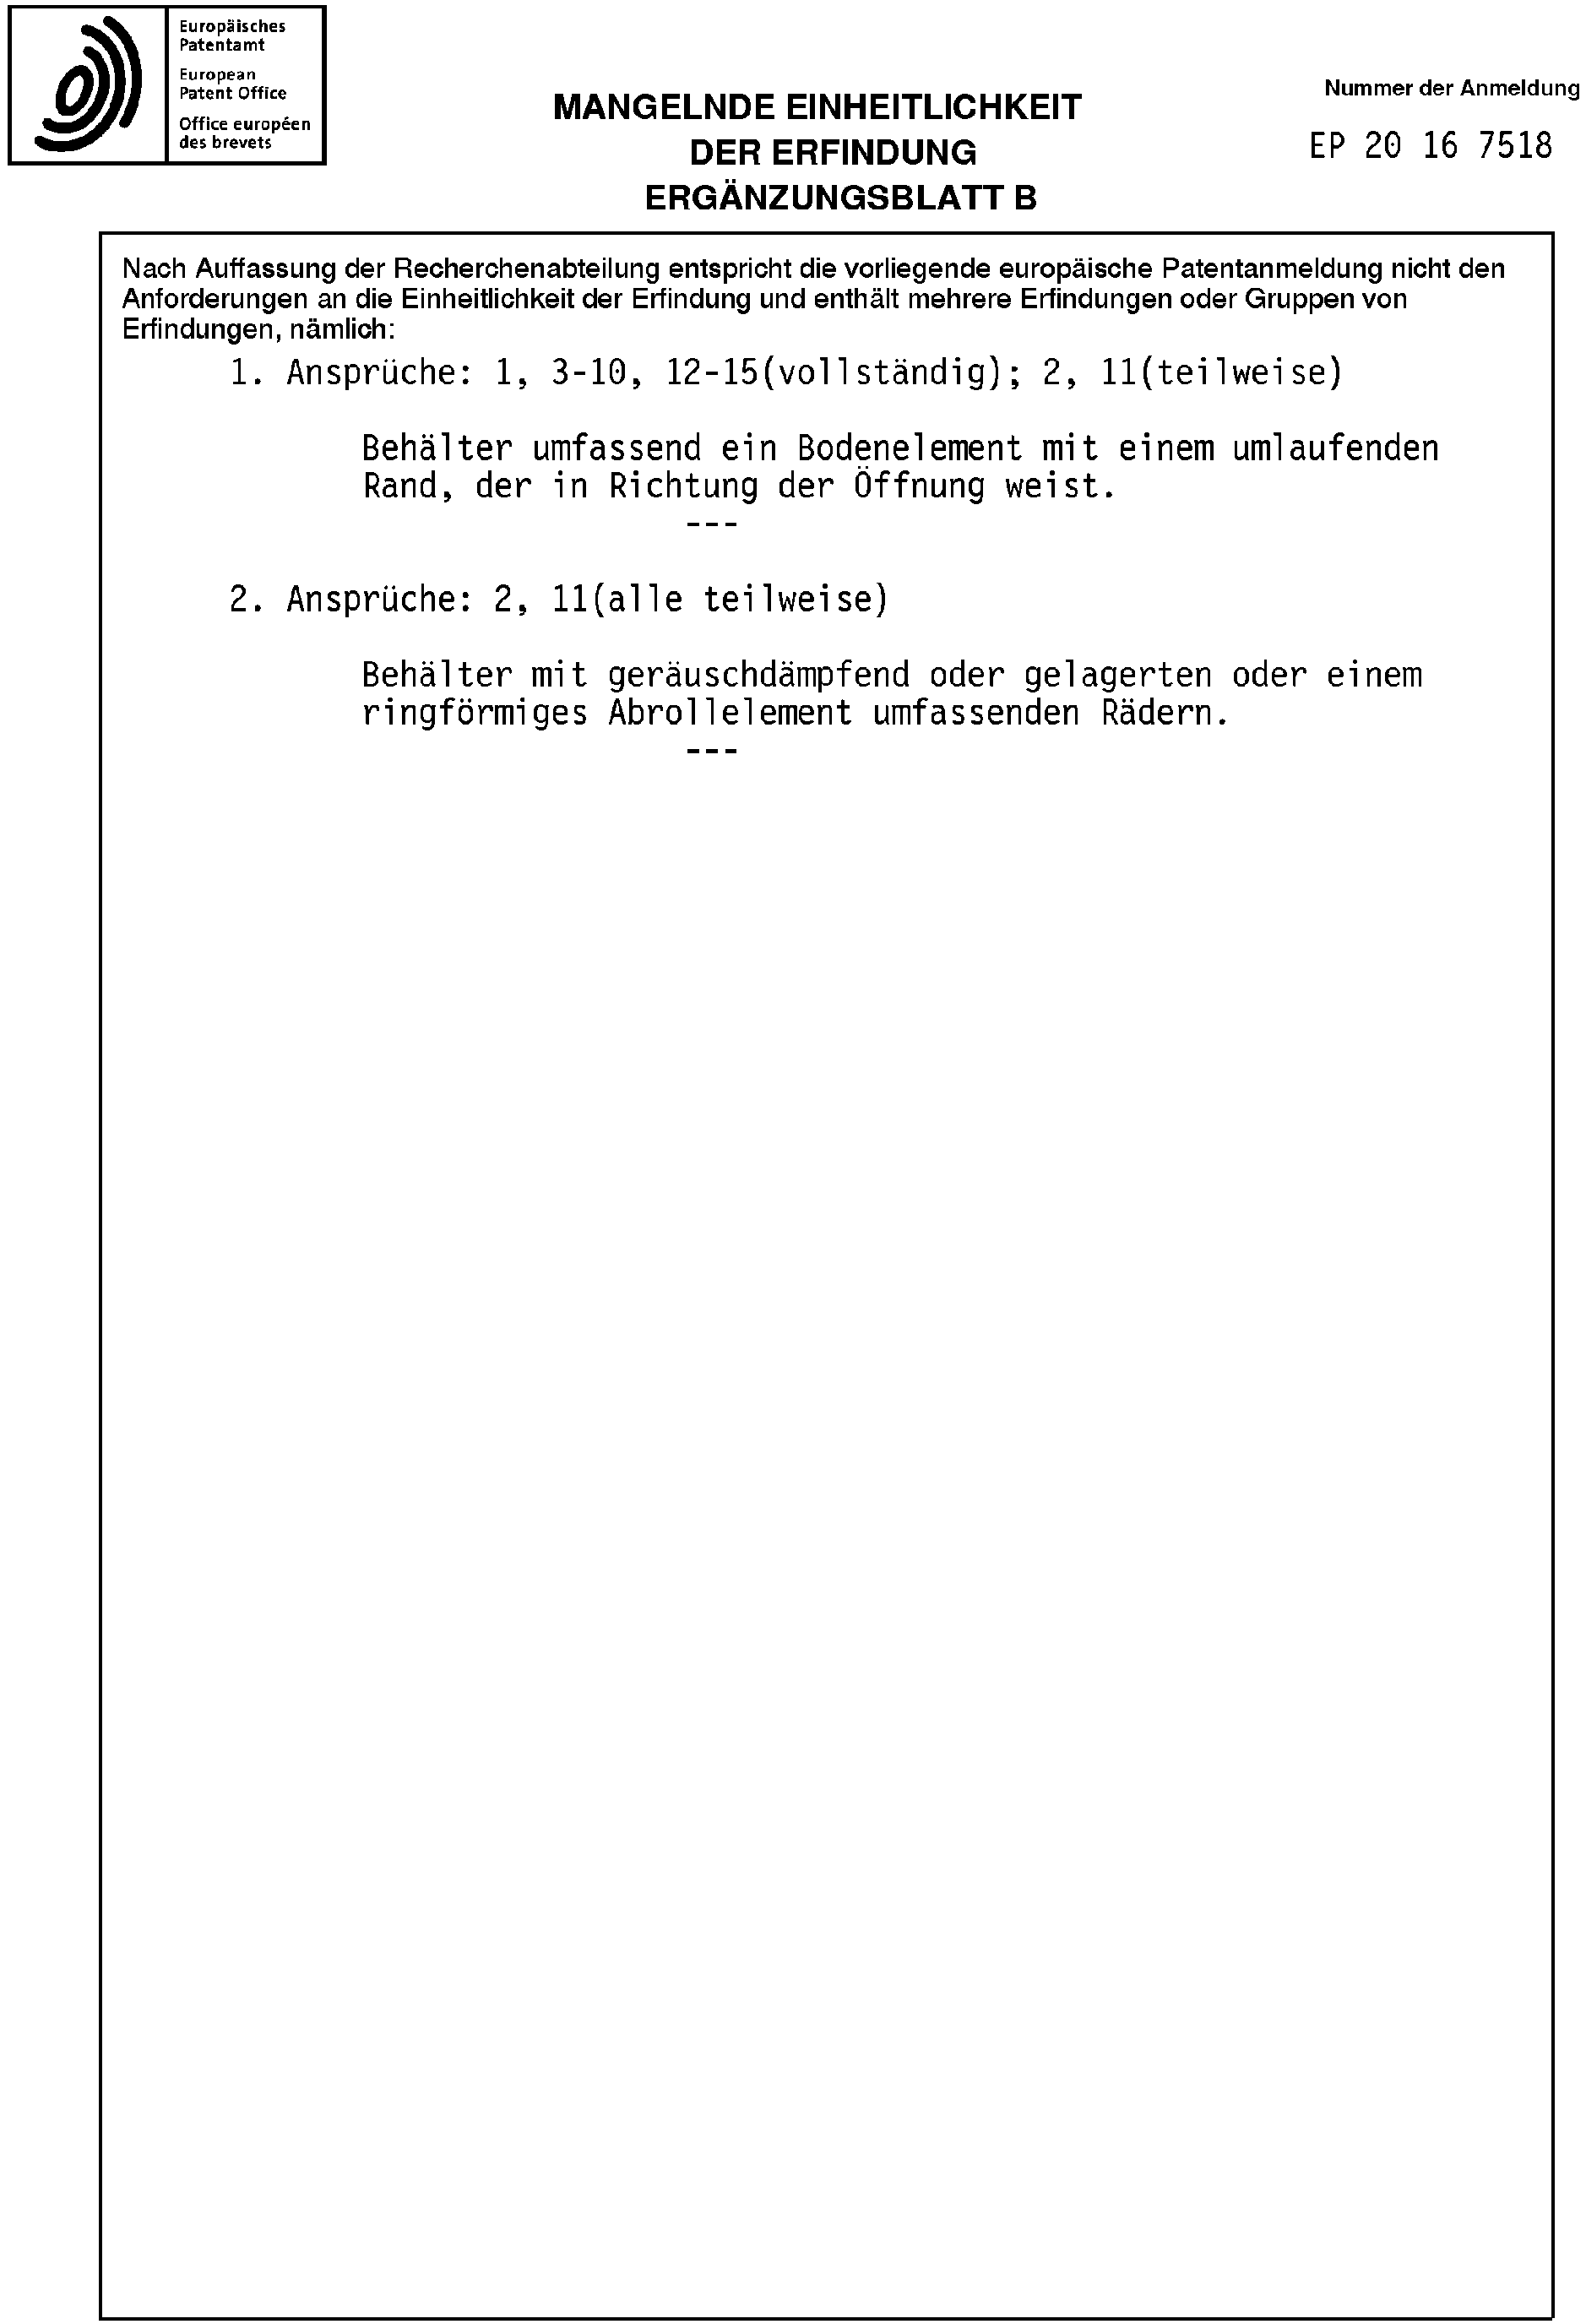 Europäisches
Patentamt
European
Patent Office
Office européen
des brevets
MANGELNDE EINHEITLICHKEIT
DER ERFINDUNG
ERGÄNZUNGSBLATT B
Nummer der Anmeldung
EP 20 16 7518
Nach Auffassung der Recherchenabteilung entspricht die vorliegende europäische Patentanmeldung nicht den
Anforderungen an die Einheitlichkeit der Erfindung und enthält mehrere Erfindungen oder Gruppen von
Erfindungen, nämlich:
1. Ansprüche: 1, 3-10, 12-15(vollständig); 2, 11(teilweise)
Behälter umfassend ein Bodenelement mit einem umlaufenden
Rand, der in Richtung der Öffnung weist.
---
2. Ansprüche: 2, 11(alle teilweise)
Behälter mit geräuschdämpfend oder gelagerten oder einem
ringförmiges Abrollelement umfassenden Rädern.
---